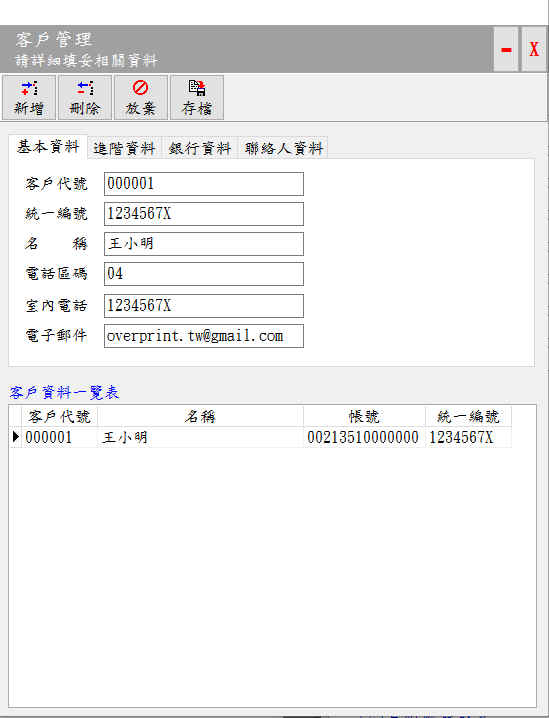 客戶管理
請詳細填妥相關資料
X
新增 刪除 放棄 存檔
基本資料 進階資料 銀行資料 聯絡人資料
客戶代號 000001
統一編號 1234567X
名 稱 王小明
電話區碼 04
室內電話 1234567X
電子郵件 overprint.tw@gmail.com
客戶資料一覽表
客戶代號 名稱 帳號 統一編號
000001 王小明 00213510000000 1234567X